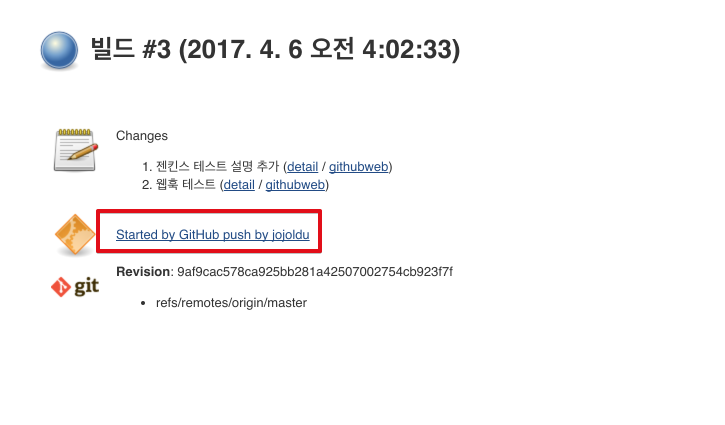 빌드 #3 (2017. 4. 6 오전 4:02:33)
Changes
1. 젠킨스 테스트 설명 추가 (detail / githubweb)
2. 웹훅 테스트 (detail / githubweb)
Started by GitHub push by jojoldu
git
Revision: 9af9cac578ca925bb281a42507002754cb923f7f
• refs/remotes/origin/master